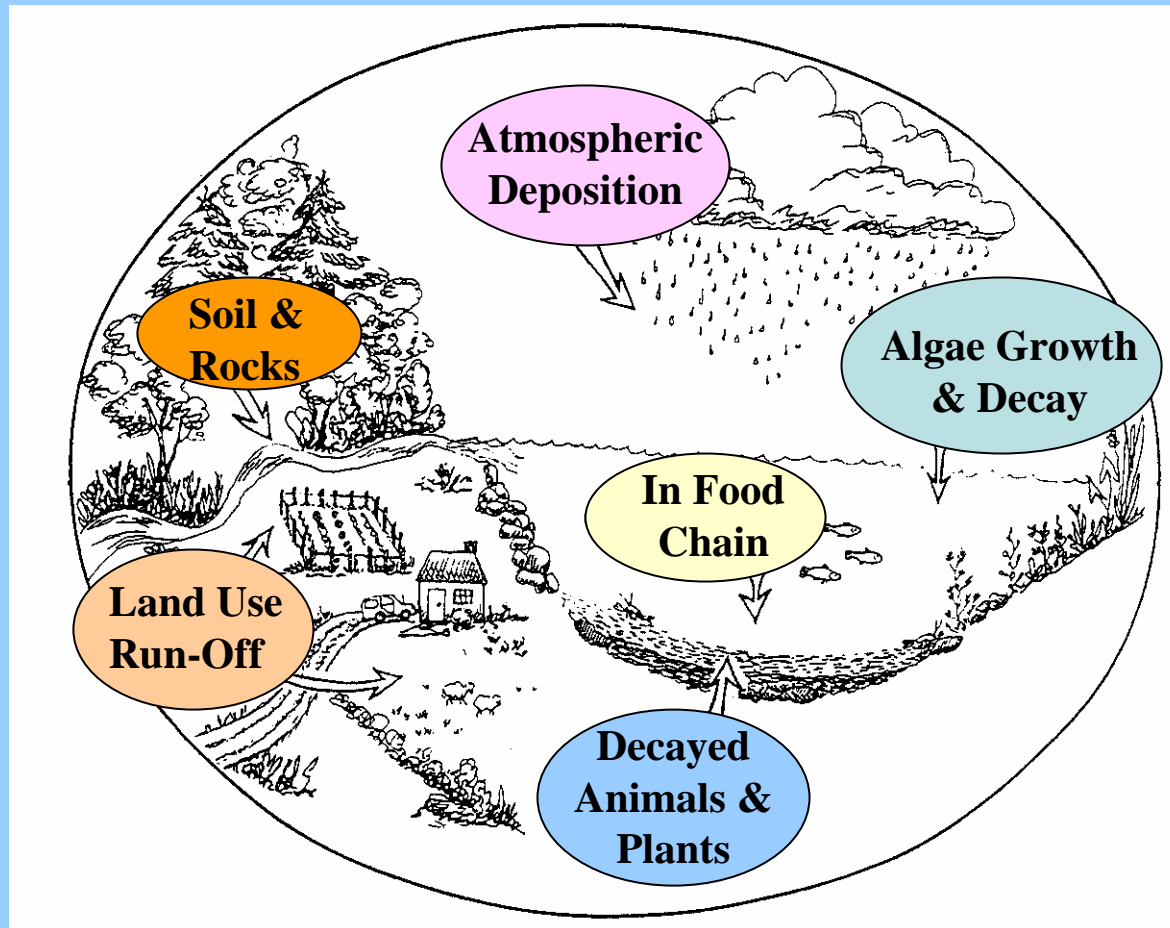 Atmospheric
Deposition
Soil &
Rocks
Algae Growth
& Decay
In Food
Chain
Land Use
Run-Off
Decayed
Animals &
Plants